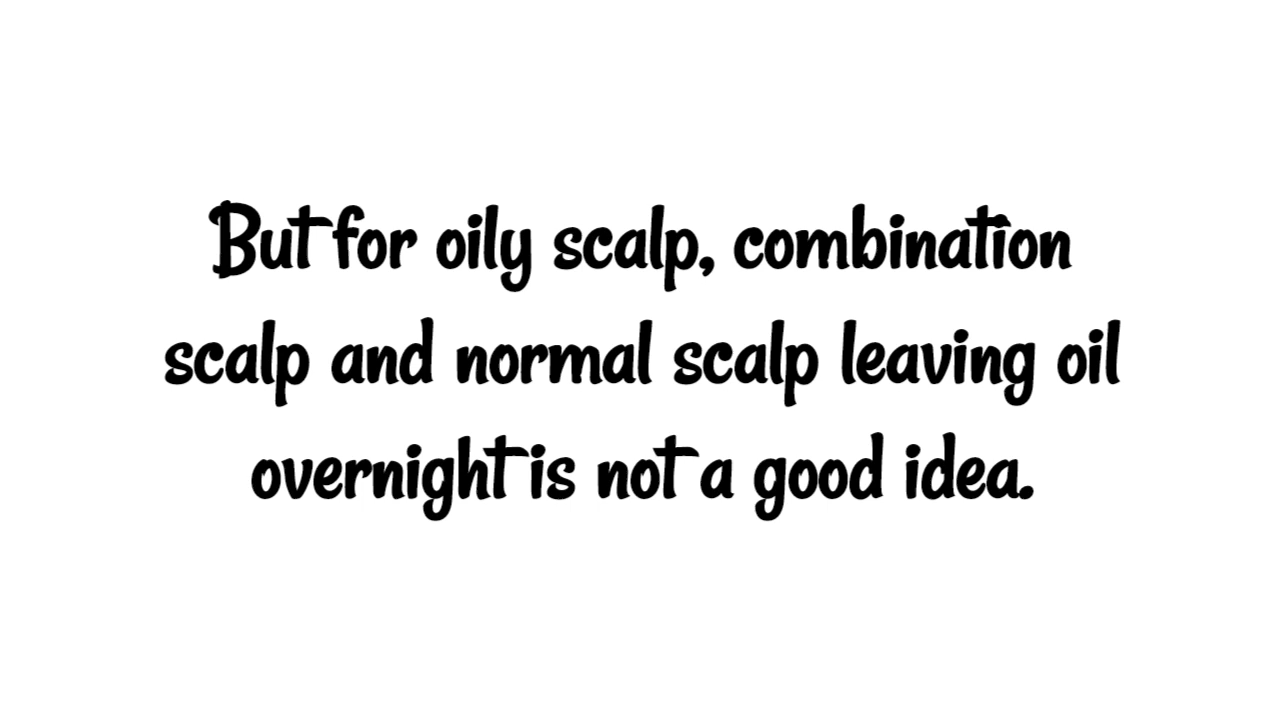 But for oily scalp, combination
scalp and normal scalp leaving oil
overnight is not a good idea.